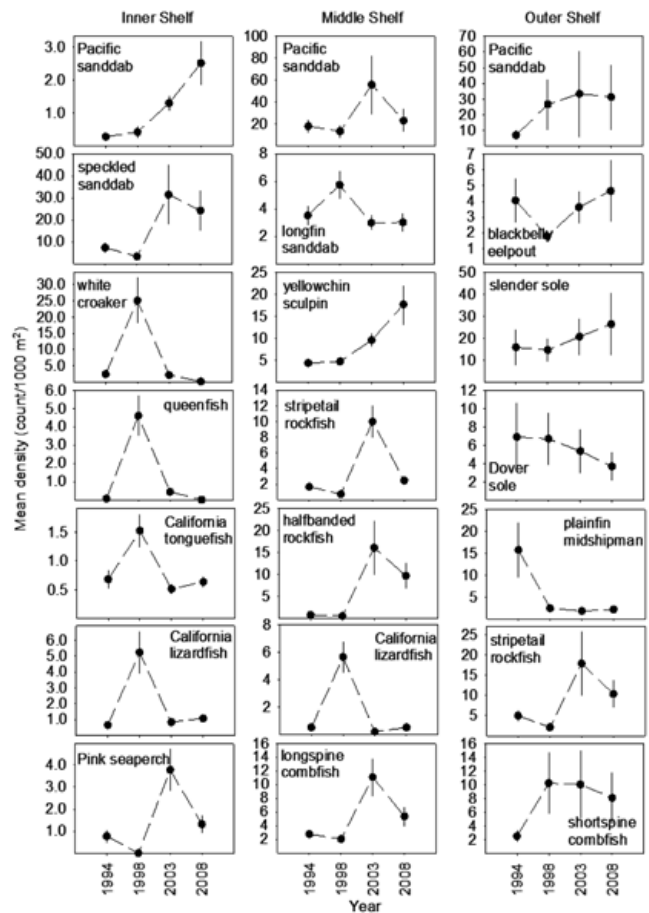 Inner Shelf
Middle Shelf
Outer Shelf
Mean density (count/1000 m²)
Pacific
sanddab
3.0
2.0
1.0
Pacific
sanddab
100
80
60
40
20
Pacific
sanddab
70
60
50
40
30
20
10
speckled
sanddab
50.0
40.0
30.0
20.0
10.0
longfin
sanddab
8
6
4
2
blackbelly
eelpout
7
6
5
4
3
2
1
white
croaker
30.0
25.0
20.0
15.0
10.0
5.0
yellowchin
sculpin
25
20
15
10
5
slender sole
50
40
30
20
10
queenfish
6.0
5.0
4.0
3.0
2.0
1.0
stripetail
rockfish
14
12
10
8
6
4
2
Dover
sole
12
10
8
6
4
2
California
tonguefish
1.5
1.0
0.5
halfbanded
rockfish
25
20
15
10
5
plainfin
midshipman
25
20
15
10
5
California
lizardfish
6.0
5.0
4.0
3.0
2.0
1.0
California
lizardfish
8
6
4
2
stripetail
rockfish
25
20
15
10
5
Pink seaperch
4.0
3.0
2.0
1.0
longspine
combfish
16
14
12
10
8
6
4
2
shortspine
combfish
16
14
12
10
8
6
4
2
1994
1998
2003
2008
1994
1998
2003
2008
1994
1998
2003
2008
Year